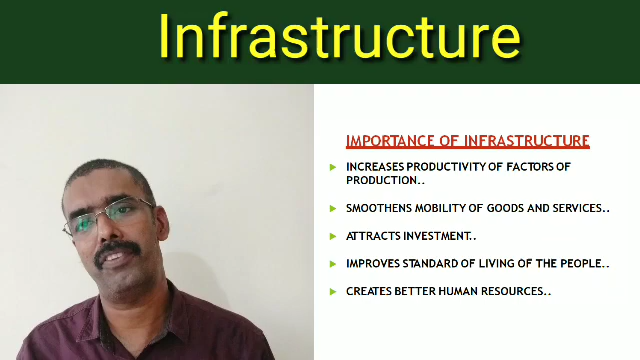 Infrastructure
IMPORTANCE OF INFRASTRUCTURE
INCREASES PRODUCTIVITY OF FACTORS OF
PRODUCTION..
SMOOTHENS MOBILITY OF GOODS AND SERVICES..
ATTRACTS INVESTMENT..
IMPROVES STANDARD OF LIVING OF THE PEOPLE..
CREATES BETTER HUMAN RESOURCES..